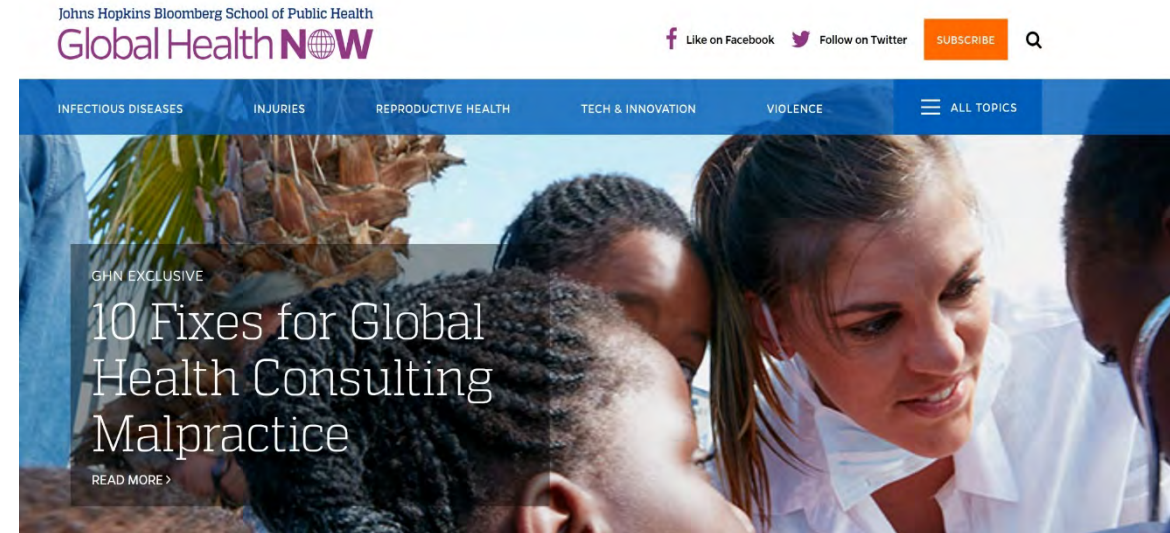 Johns Hopkins Bloomberg School of Public Health
Global Health NOW
Like on Facebook Follow on Twitter SUBSCRIBE
INFECTIOUS DISEASES INJURIES REPRODUCTIVE HEALTH TECH & INNOVATION VIOLENCE ALL TOPICS
GHN EXCLUSIVE
10 Fixes for Global
Health Consulting
Malpractice
READ MORE >